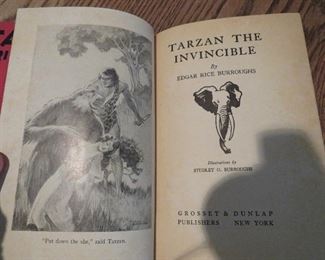 "Put down the she," said Tarzan.
TARZAN THE
INVINCIBLE
By
EDGAR RICE BURROUGHS
Illustrations by
STUDLEY O. BURROUGHS
GROSSET & DUNLAP
PUBLISHERS NEW YORK